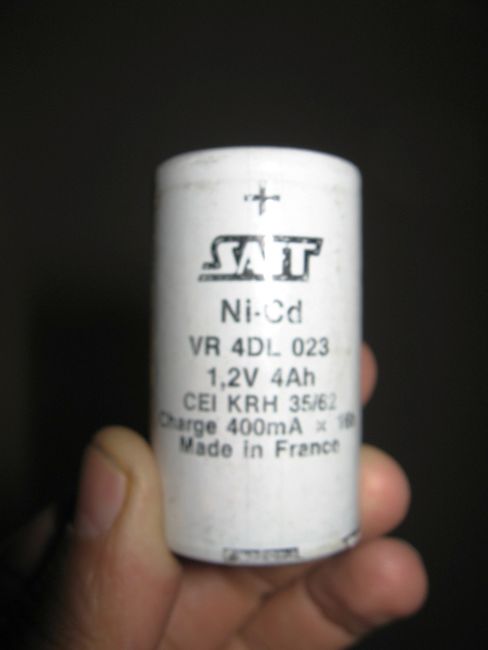 +
SAFT
Ni-Cd
VR 4DL 023
1,2V 4Ah
CEI KRH 35/62
Charge 400mA x 16h
Made in France